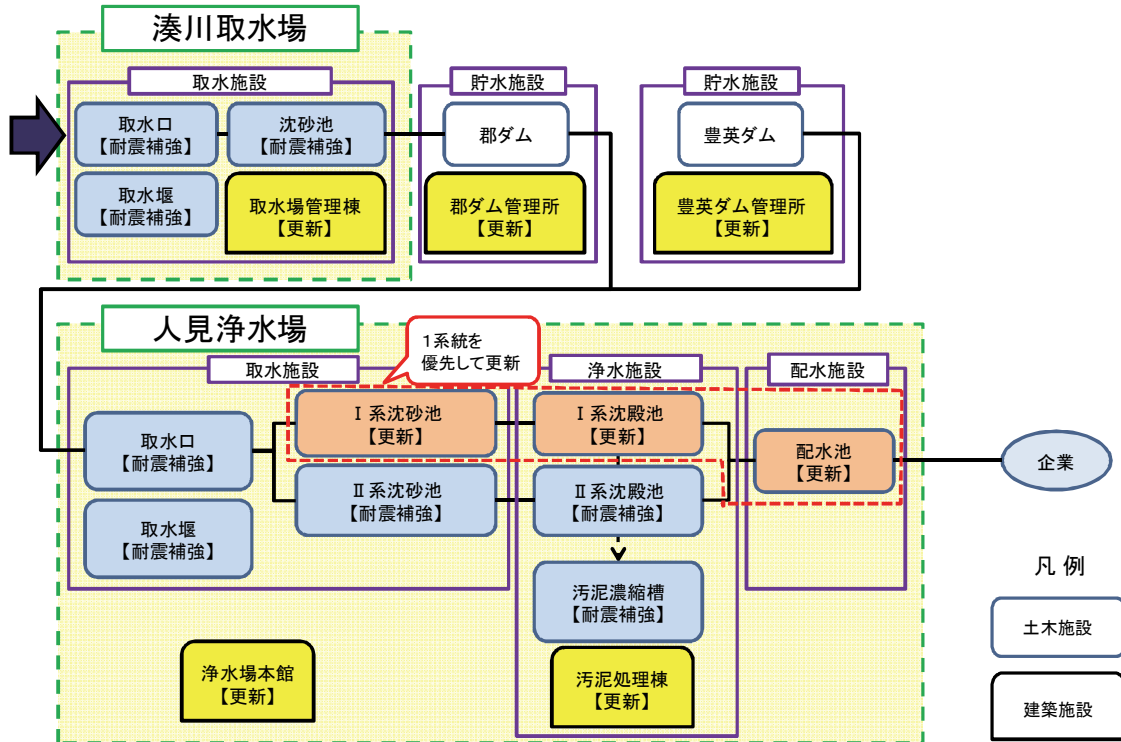 湊川取水場
取水施設
取水口
【耐震補強】
沈砂池
【耐震補強】
取水堰
【耐震補強】
取水場管理棟
【更新】
貯水施設
郡ダム
郡ダム管理所
【更新】
貯水施設
豊英ダム
豊英ダム管理所
【更新】
人見浄水場
1系統を
優先して更新
取水施設
取水口
【耐震補強】
取水堰
【耐震補強】
Ⅰ系沈砂池
【更新】
Ⅱ系沈砂池
【耐震補強】
浄水施設
Ⅰ系沈殿池
【更新】
Ⅱ系沈殿池
【耐震補強】
汚泥濃縮槽
【耐震補強】
汚泥処理棟
【更新】
配水施設
配水池
【更新】
浄水場本館
【更新】
企業
凡例
土木施設
建築施設